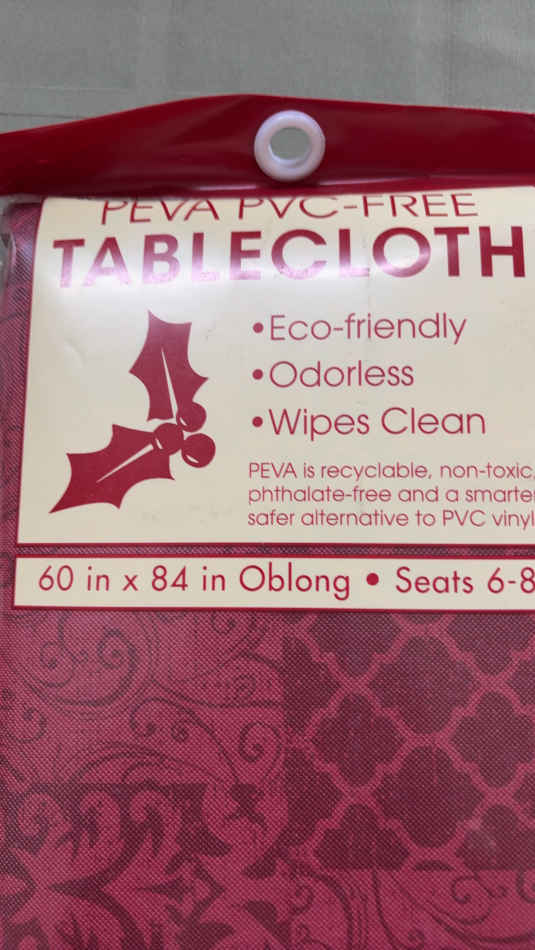 PEVA PVC-FREE
TABLECLOTH
•Eco-friendly
•Odorless
•Wipes Clean
PEVA is recyclable, non-toxic,
phthalate-free and a smarter
safer alternative to PVC vinyl
60 in x 84 in Oblong • Seats 6-8